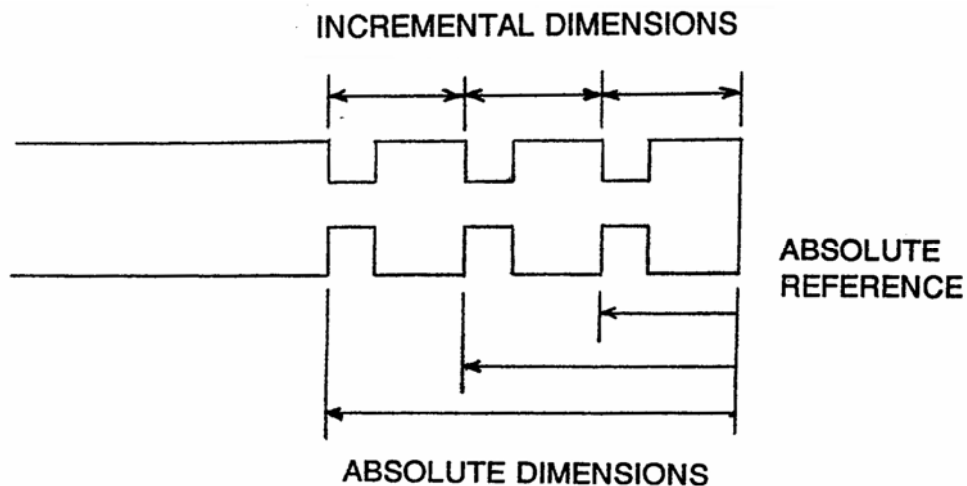 INCREMENTAL DIMENSIONS
ABSOLUTE
REFERENCE
ABSOLUTE DIMENSIONS